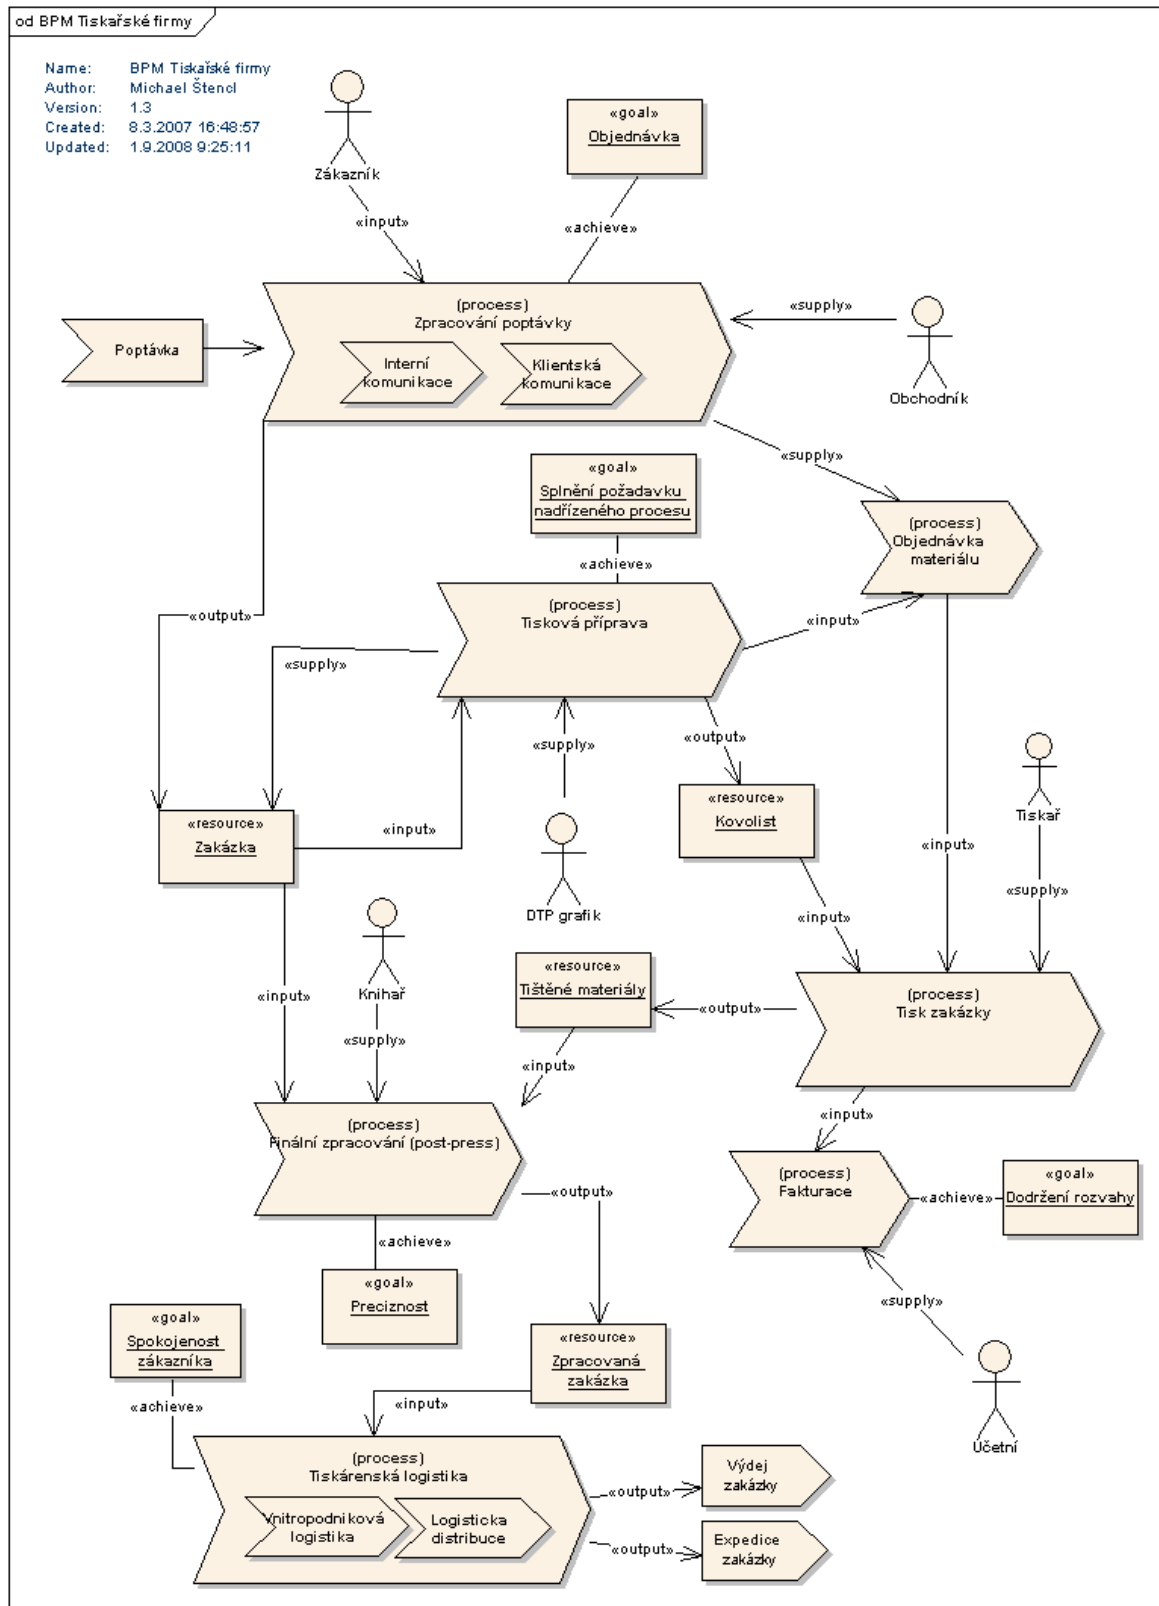 od BPM Tiskařské firmy
Name: BPM Tiskařské firmy
Author: Michael Štencl
Version: 1.3
Created: 8.3.2007 16:48:57
Updated: 1.9.2008 9:25:11
Zákazník
«goal»
Objednávka
«input»
«achieve»
(process)
Zpracování poptávky
Interní
komunikace
Klientská
komunikace
Poptávka
«supply»
Obchodník
«supply»
«goal»
Splnění požadavku
nadřízeného procesu
«achieve»
(process)
Objednávka
materiálu
«output»
(process)
Tisková příprava
«input»
«supply»
«supply»
«output»
«resource»
Zakázka
«input»
DTP grafik
«resource»
Kovolist
Tiskař
«input»
«supply»
«input»
«input»
Knihař
«supply»
«resource»
Tištěné materiály
«output»
(process)
Tisk zakázky
«input»
(process)
Finální zpracování (post-press)
«input»
(process)
Fakturace
«achieve»
«goal»
Dodržení rozvahy
«output»
«achieve»
«goal»
Preciznost
«supply»
Účetní
«goal»
Spokojenost
zákazníka
«achieve»
«resource»
Zpracovaná
zakázka
«input»
(process)
Tiskárenská logistika
Vnitropodniková
logistika
Logisticka
distribuce
«output»
Výdej
zakázky
«output»
Expedice
zakázky